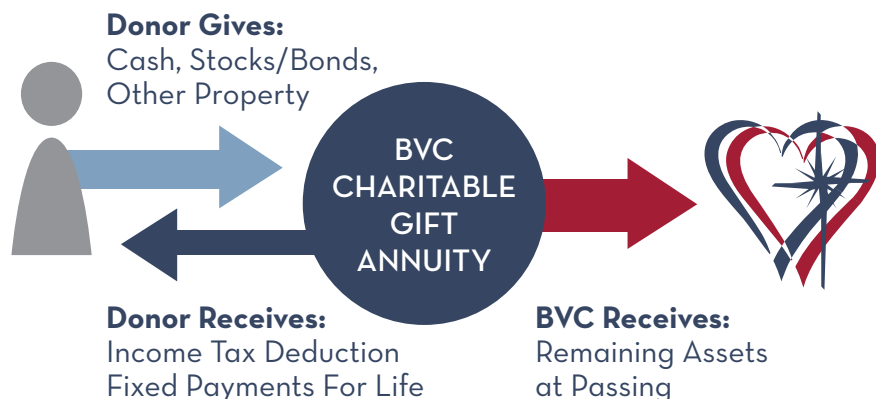 Donor Gives:
Cash, Stocks/Bonds,
Other Property
BVC
CHARITABLE
GIFT
ANNUITY
Donor Receives:
Income Tax Deduction
Fixed Payments For Life
BVC Receives:
Remaining Assets
at Passing